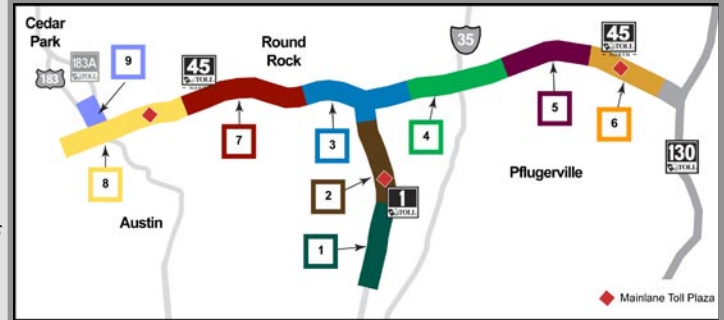 Cedar
Park
183A
TOLL
183
9
45
TOLL
Round
Rock
35
45
TOLL
7
3
4
5
6
8
2
1
TOLL
1
130
TOLL
Austin
Pflugerville
Mainlane Toll Plaza